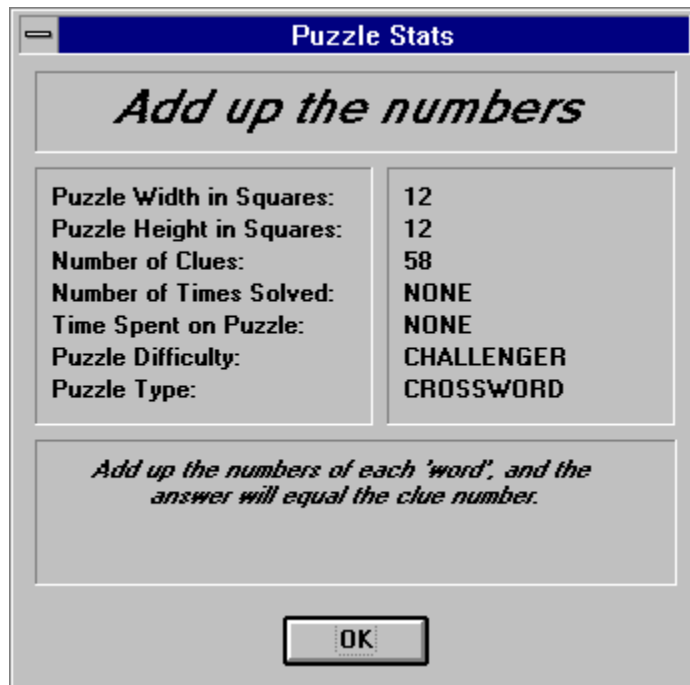 Puzzle Stats
Add up the numbers
Puzzle Width in Squares: 12
Puzzle Height in Squares: 12
Number of Clues: 58
Number of Times Solved: NONE
Time Spent on Puzzle: NONE
Puzzle Difficulty: CHALLENGER
Puzzle Type: CROSSWORD
Add up the numbers of each 'word', and the
answer will equal the clue number.
OK